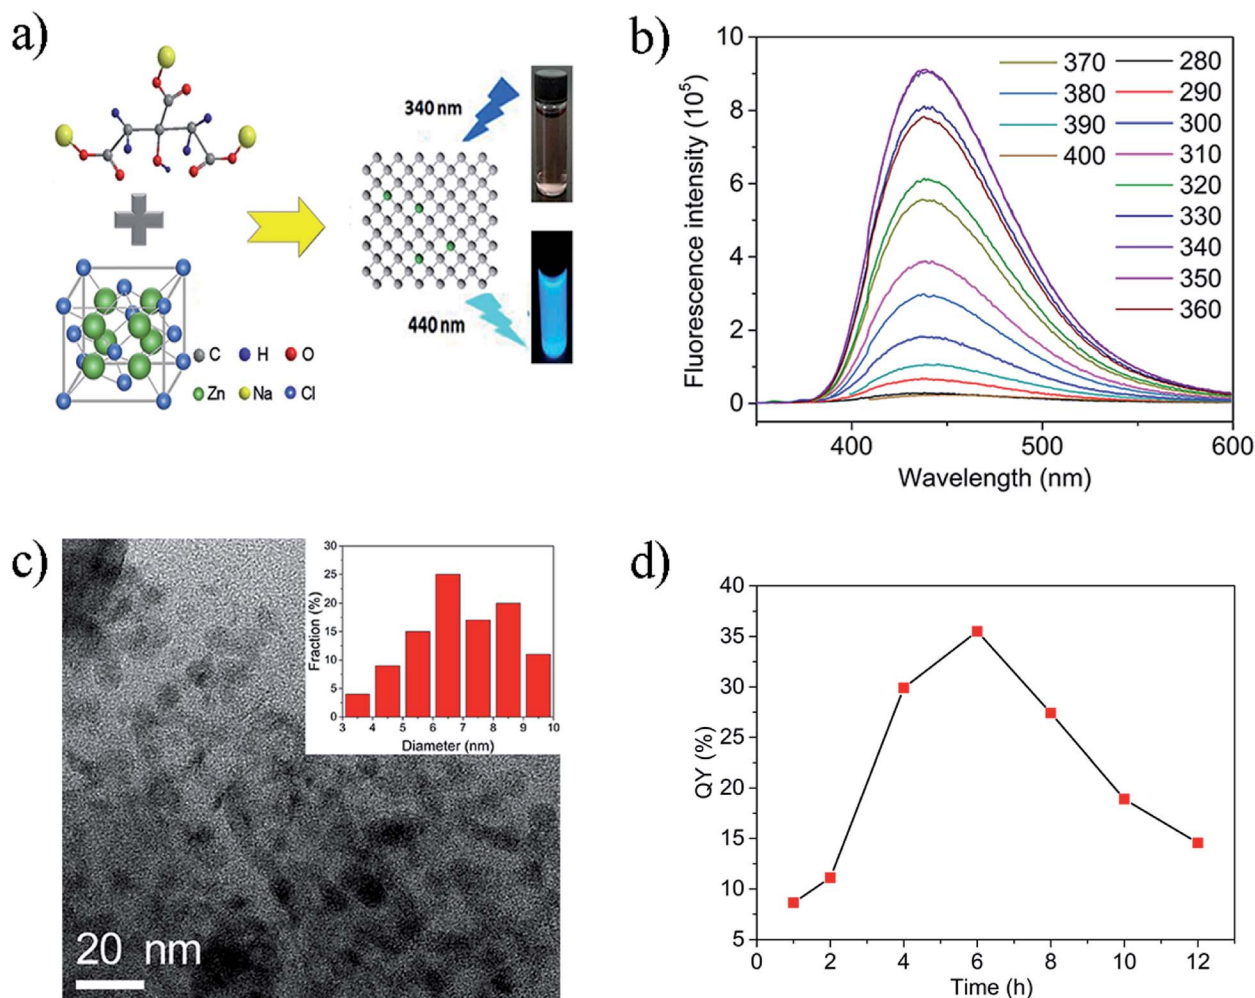 a)
340 nm
440 nm
C H O
Zn Na Cl
b)
Fluorescence intensity (10⁵)
10
8
6
4
2
0
400 500 600
Wavelength (nm)
370 280
380 290
390 300
400 310
320
330
340
350
360
c)
Fraction (%)
30
25
20
15
10
5
0
3 4 5 6 7 8 9 10
Diameter (nm)
20 nm
d)
QY (%)
40
35
30
25
20
15
10
5
0 2 4 6 8 10 12
Time (h)